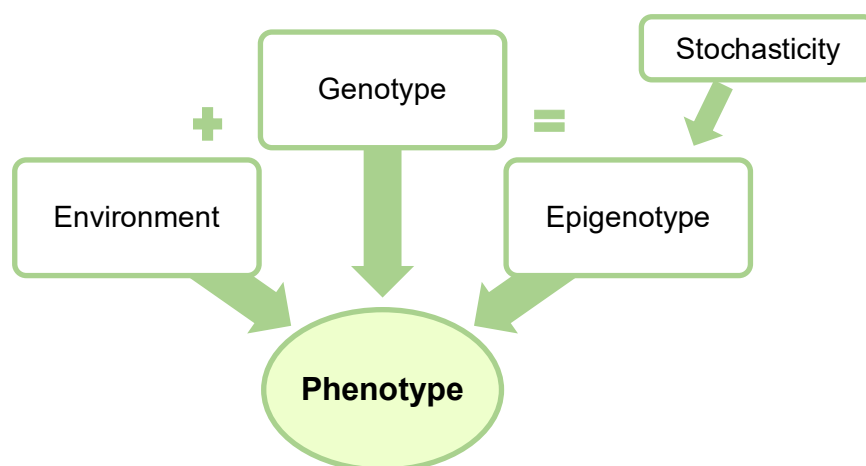 Stochasticity
Genotype
+
=
Environment
Epigenotype
Phenotype